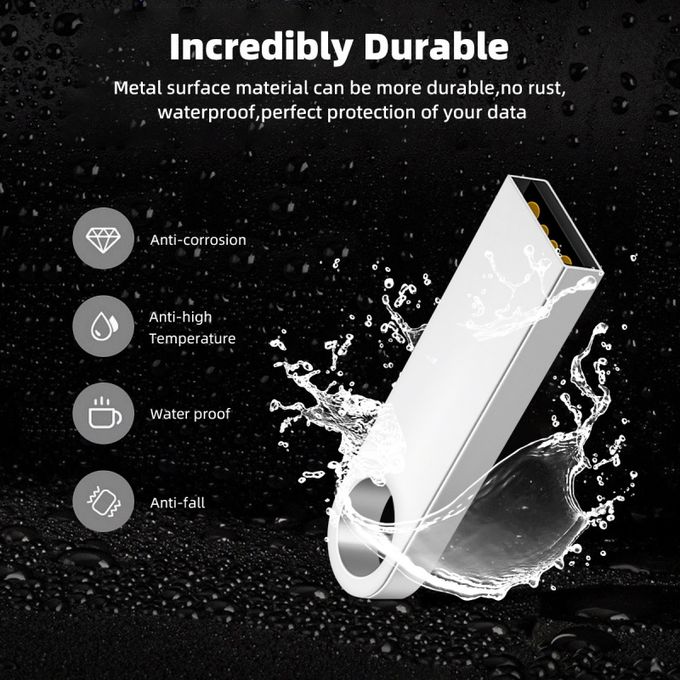 Incredibly Durable
Metal surface material can be more durable,no rust,
waterproof,perfect protection of your data
Anti-corrosion
Anti-high
Temperature
Water proof
Anti-fall